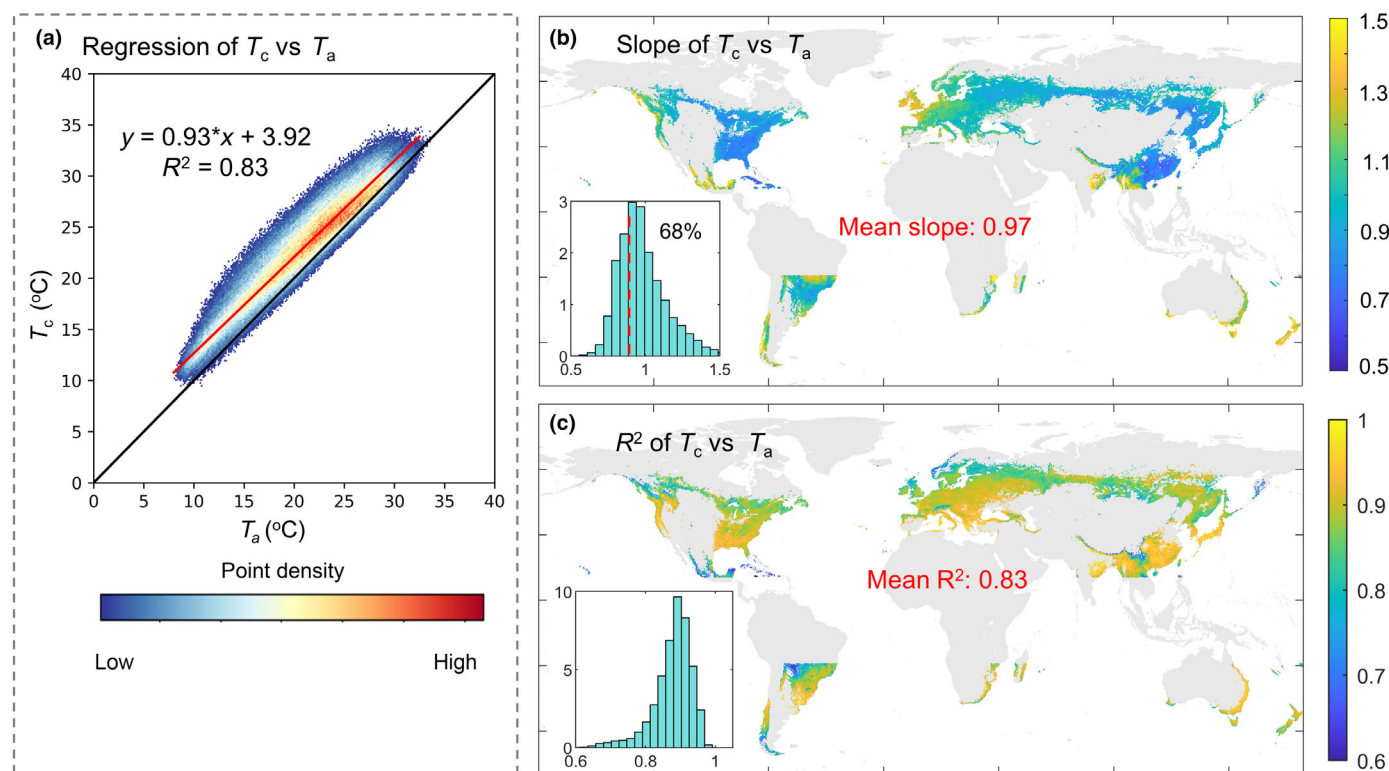 (a) Regression of Tc vs Ta
40
35
30
25
20
15
10
5
0
y = 0.93*x + 3.92
R² = 0.83
Tc (°C)
0 5 10 15 20 25 30 35 40
Ta (°C)
Point density
Low High
(b) Slope of Tc vs Ta
3
2
1
0
68%
0.5 1 1.5
Mean slope: 0.97
1.5
1.3
1.1
0.9
0.7
0.5
(c) R² of Tc vs Ta
10
5
0
0.6 0.8 1
Mean R²: 0.83
1
0.9
0.8
0.7
0.6